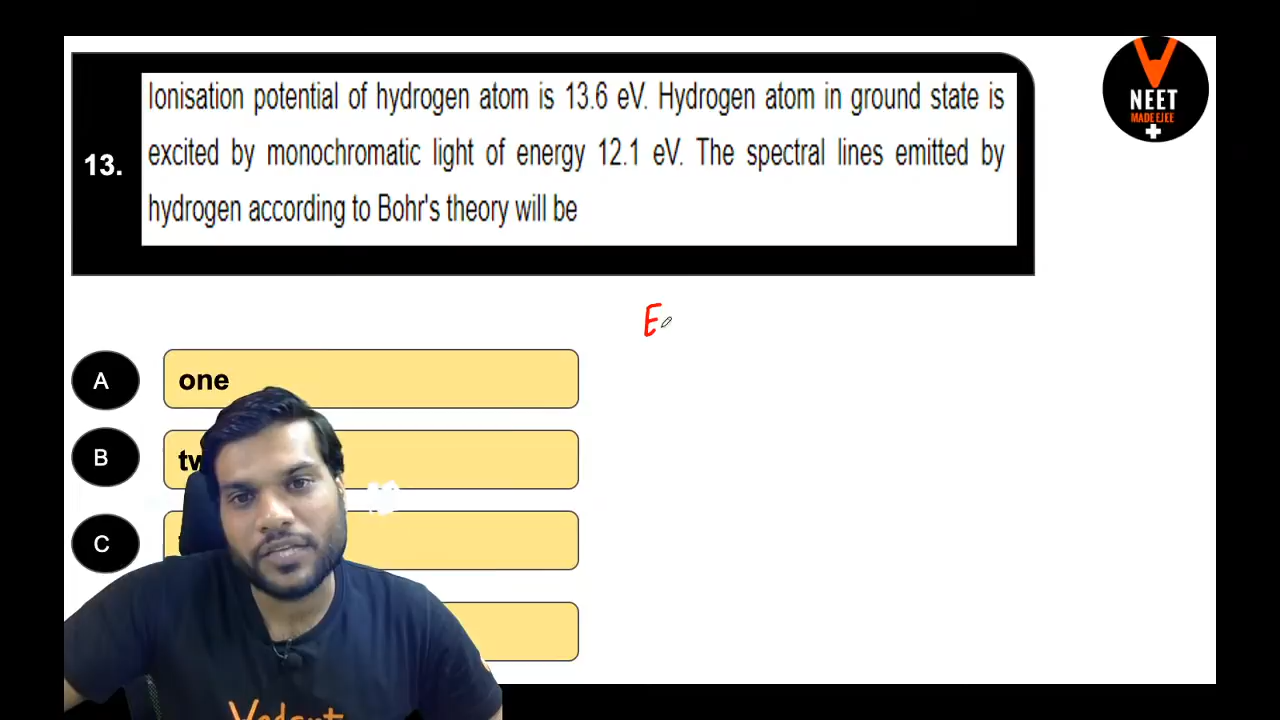 Ionisation potential of hydrogen atom is 13.6 eV. Hydrogen atom in ground state is
13. excited by monochromatic light of energy 12.1 eV. The spectral lines emitted by
hydrogen according to Bohr's theory will be
NEET
MADE EJEE
E
A one
B
C